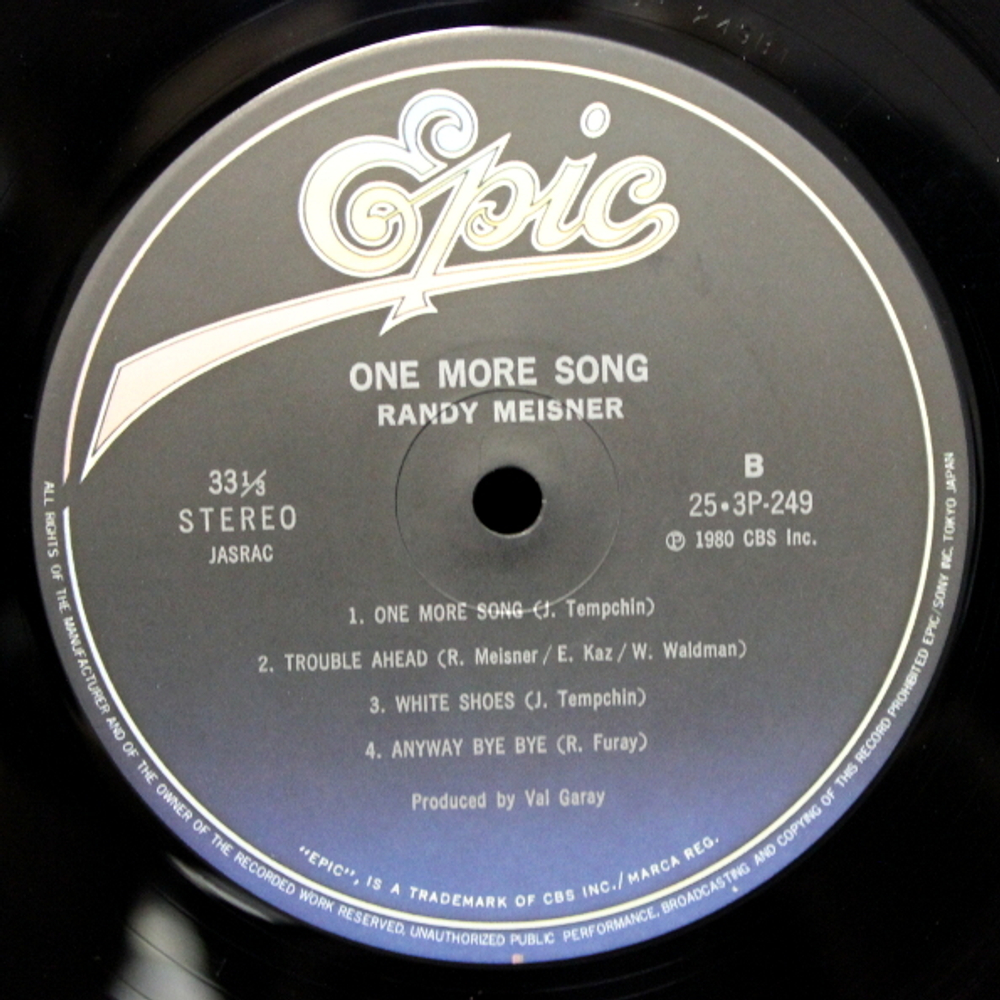 Epic
ONE MORE SONG
RANDY MEISNER
33⅓
STEREO
JASRAC
B
25•3P-249
Ⓟ 1980 CBS Inc.
1. ONE MORE SONG (J. Tempchin)
2. TROUBLE AHEAD (R. Meisner / E. Kaz / W. Waldman)
3. WHITE SHOES (J. Tempchin)
4. ANYWAY BYE BYE (R. Furay)
Produced by Val Garay
"EPIC", IS A TRADEMARK OF CBS INC./MARCA REG.
ALL RIGHTS OF THE MANUFACTURER AND OF THE OWNER OF THE RECORDED WORK RESERVED. UNAUTHORIZED PUBLIC PERFORMANCE, BROADCASTING AND COPYING OF THIS RECORD PROHIBITED EPIC/SONY INC. TOKYO JAPAN